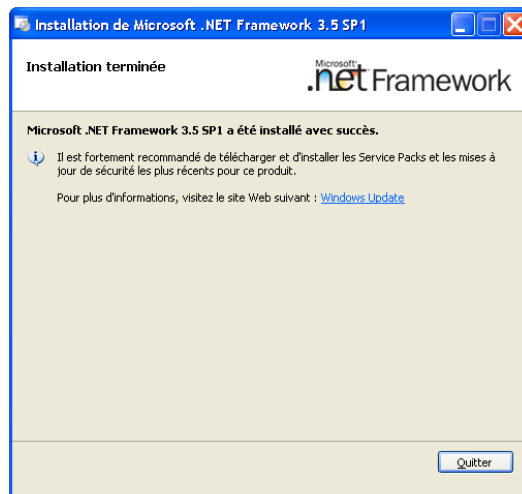 Installation de Microsoft .NET Framework 3.5 SP1
Installation terminée
Microsoft
.net Framework
Microsoft .NET Framework 3.5 SP1 a été installé avec succès.
Il est fortement recommandé de télécharger et d'installer les Service Packs et les mises à
jour de sécurité les plus récents pour ce produit.
Pour plus d'informations, visitez le site Web suivant : Windows Update
Quitter